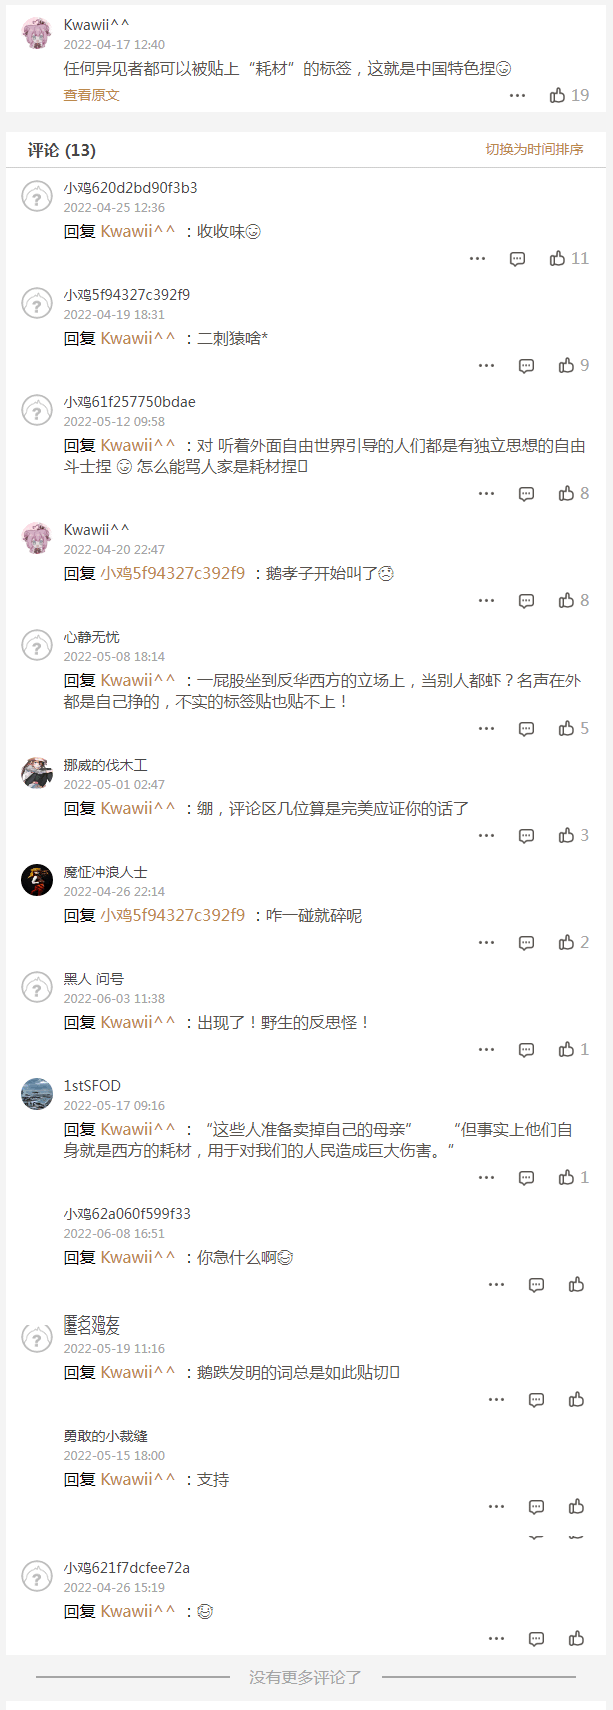 Kwawii^^
2022-04-17 12:40
任何异见者都可以被贴上“耗材”的标签，这就是中国特色捏
查看原文
19
评论 (13)
切换为时间排序
小鸡620d2bd90f3b3
2022-04-25 12:36
回复 Kwawii^^ ：收收味
11
小鸡5f94327c392f9
2022-04-19 18:31
回复 Kwawii^^ ：二刺猿啥*
9
小鸡61f257750bdae
2022-05-12 09:58
回复 Kwawii^^ ：对 听着外面自由世界引导的人们都是有独立思想的自由
斗士捏 怎么能骂人家是耗材捏
8
Kwawii^^
2022-04-20 22:47
回复 小鸡5f94327c392f9 ：鹅孝子开始叫了
8
心静无忧
2022-05-08 18:14
回复 Kwawii^^ ：一屁股坐到反华西方的立场上，当别人都虾？名声在外
都是自己挣的，不实的标签贴也贴不上！
5
挪威的伐木工
2022-05-01 02:47
回复 Kwawii^^ ：绷，评论区几位算是完美应证你的话了
3
魔怔冲浪人士
2022-04-26 22:14
回复 小鸡5f94327c392f9 ：咋一碰就碎呢
2
黑人 问号
2022-06-03 11:38
回复 Kwawii^^ ：出现了！野生的反思怪！
1
1stSFOD
2022-05-17 09:16
回复 Kwawii^^ ：“这些人准备卖掉自己的母亲” “但事实上他们自
身就是西方的耗材，用于对我们的人民造成巨大伤害。”
1
小鸡62a060f599f33
2022-06-08 16:51
回复 Kwawii^^ ：你急什么啊
匿名鸡友
2022-05-19 11:16
回复 Kwawii^^ ：鹅跌发明的词总是如此贴切
勇敢的小裁缝
2022-05-15 18:00
回复 Kwawii^^ ：支持
小鸡621f7dcfee72a
2022-04-26 15:19
回复 Kwawii^^ ：
没有更多评论了